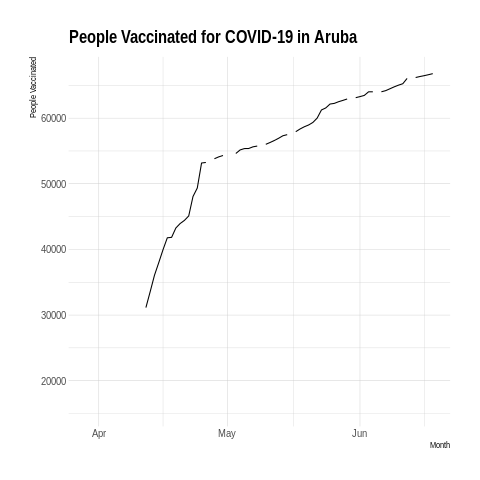 People Vaccinated for COVID-19 in Aruba
People Vaccinated
60000
50000
40000
30000
20000
Apr
May
Jun
Month